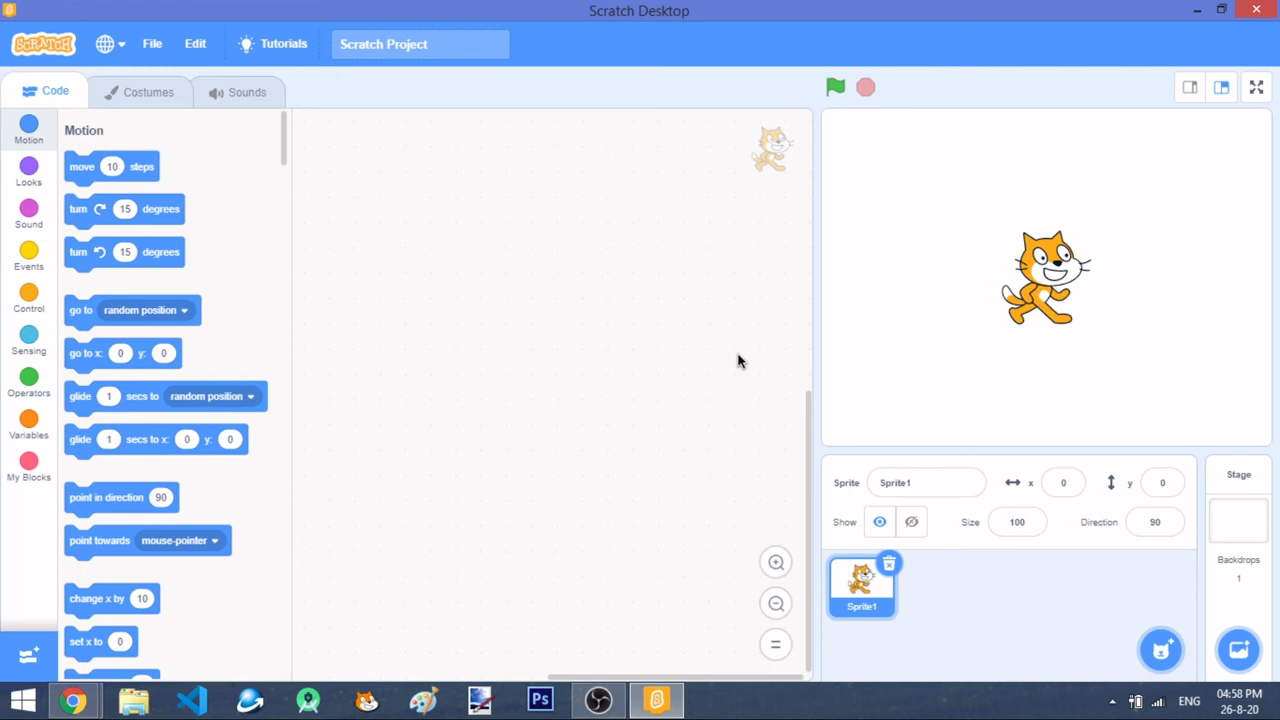 Scratch Desktop
SCRATCH File Edit Tutorials Scratch Project
Code Costumes Sounds
Motion
Looks
Sound
Events
Control
Sensing
Operators
Variables
My Blocks
Motion
move 10 steps
turn 15 degrees
turn 15 degrees
go to random position
go to x: 0 y: 0
glide 1 secs to random position
glide 1 secs to x: 0 y: 0
point in direction 90
point towards mouse-pointer
change x by 10
set x to 0
Sprite Sprite1 x 0 y 0
Show Size 100 Direction 90
Sprite1
Stage
Backdrops
1
Ps
ENG
04:58 PM
26-8-20